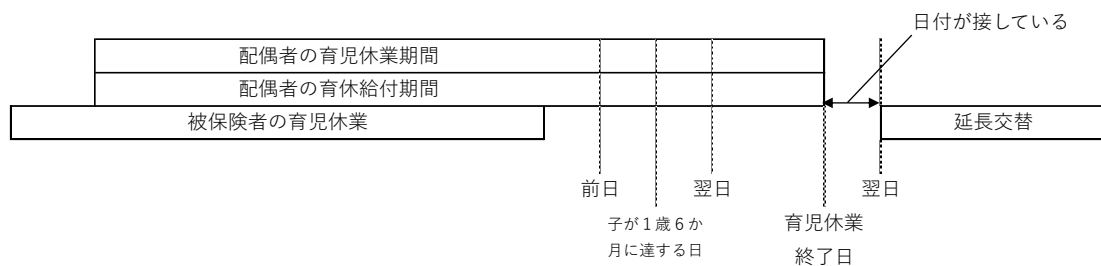 日付が接している
配偶者の育児休業期間
配偶者の育休給付期間
被保険者の育児休業
延長交替
前日
翌日
翌日
子が１歳６か
月に達する日
育児休業
終了日